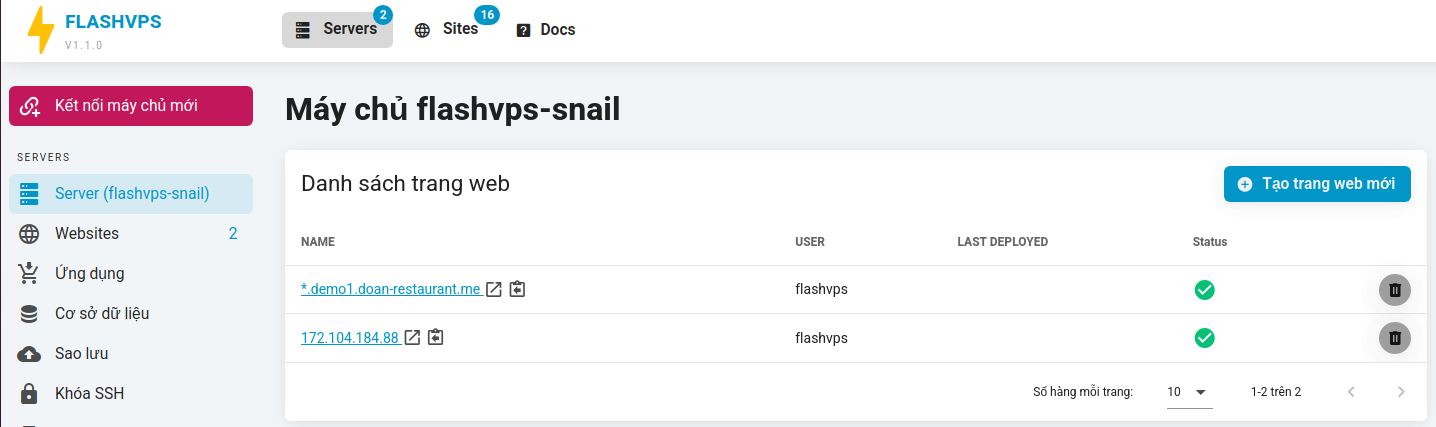 FLASHVPS
V1.1.0
Servers 2
Sites 16
Docs
Kết nối máy chủ mới
SERVERS
Server (flashvps-snail)
Websites 2
Ứng dụng
Cơ sở dữ liệu
Sao lưu
Khóa SSH
Máy chủ flashvps-snail
Danh sách trang web
Tạo trang web mới
NAME USER LAST DEPLOYED Status
*.demo1.doan-restaurant.me flashvps
172.104.184.88 flashvps
Số hàng mỗi trang: 10 1-2 trên 2